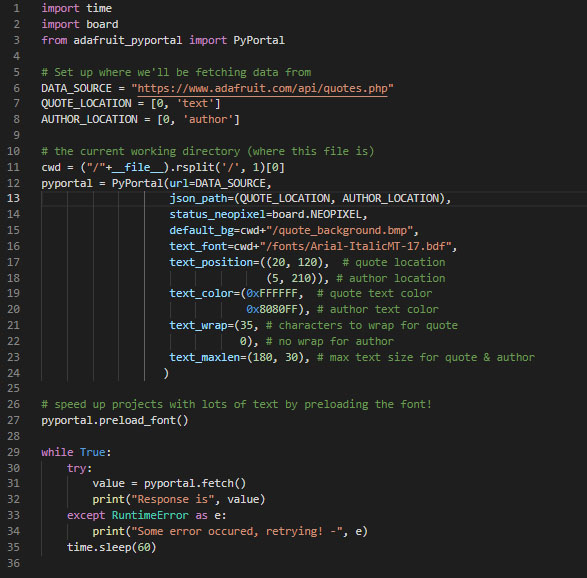 1 import time
2 import board
3 from adafruit_pyportal import PyPortal
4
5 # Set up where we'll be fetching data from
6 DATA_SOURCE = "https://www.adafruit.com/api/quotes.php"
7 QUOTE_LOCATION = [0, 'text']
8 AUTHOR_LOCATION = [0, 'author']
9
10 # the current working directory (where this file is)
11 cwd = ("/"+__file__).rsplit('/', 1)[0]
12 pyportal = PyPortal(url=DATA_SOURCE,
13                     json_path=(QUOTE_LOCATION, AUTHOR_LOCATION),
14                     status_neopixel=board.NEOPIXEL,
15                     default_bg=cwd+"/quote_background.bmp",
16                     text_font=cwd+"/fonts/Arial-ItalicMT-17.bdf",
17                     text_position=((20, 120),  # quote location
18                                    (5, 210)), # author location
19                     text_color=(0xFFFFFF,  # quote text color
20                                 0x8080FF), # author text color
21                     text_wrap=(35, # characters to wrap for quote
22                                0), # no wrap for author
23                     text_maxlen=(180, 30), # max text size for quote & author
24                    )
25
26 # speed up projects with lots of text by preloading the font!
27 pyportal.preload_font()
28
29 while True:
30     try:
31         value = pyportal.fetch()
32         print("Response is", value)
33     except RuntimeError as e:
34         print("Some error occured, retrying! -", e)
35     time.sleep(60)
36